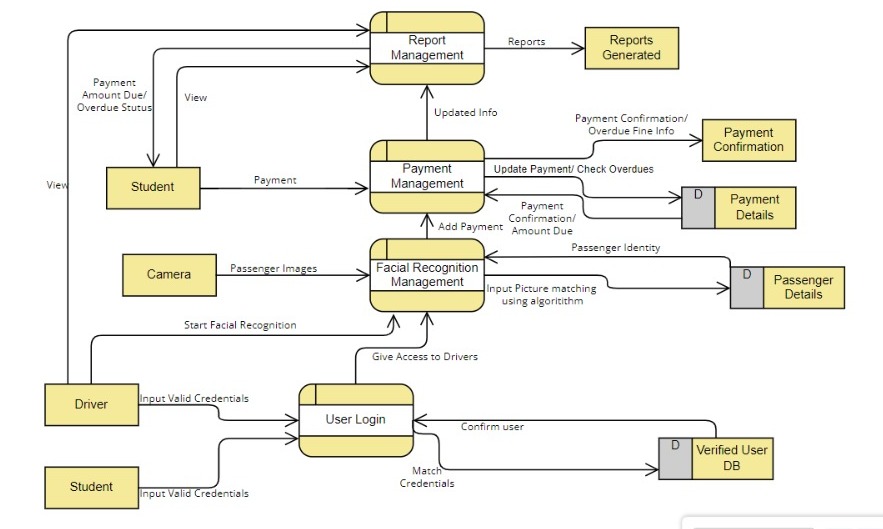 Report
Management
Reports
Reports
Generated
Payment
Amount Due/
Overdue Stutus
View
Updated Info
Payment Confirmation/
Overdue Fine Info
Payment
Confirmation
View
Student
Payment
Payment
Management
Update Payment/ Check Overdues
D
Payment
Details
Payment
Confirmation/
Amount Due
Add Payment
Passenger Identity
Camera
Passenger Images
Facial Recognition
Management
Input Picture matching
using algortithm
D
Passenger
Details
Start Facial Recognition
Give Access to Drivers
Driver
Input Valid Credentials
User Login
Confirm user
D
Verified User
DB
Match
Credentials
Student
Input Valid Credentials